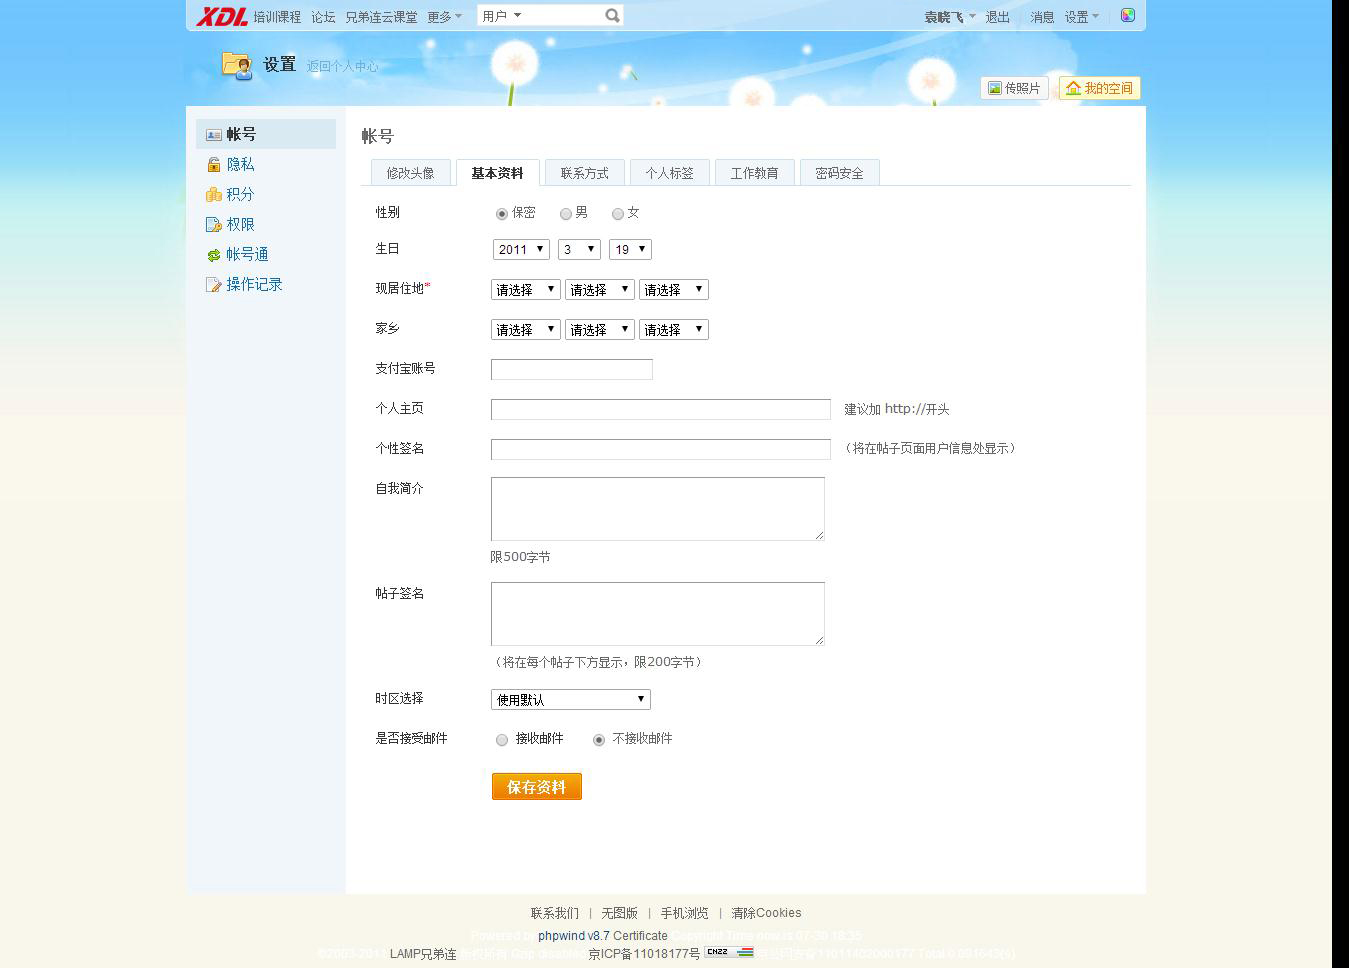 XDL 培训课程 论坛 兄弟连云课堂 更多 用户 袁晓飞 退出 消息 设置
设置 返回个人中心
传照片 我的空间
帐号
隐私
积分
权限
帐号通
操作记录
帐号
修改头像 基本资料 联系方式 个人标签 工作教育 密码安全
性别 保密 男 女
生日 2011 3 19
现居住地* 请选择 请选择 请选择
家乡 请选择 请选择 请选择
支付宝账号
个人主页 建议加 http://开头
个性签名 （将在帖子页面用户信息处显示）
自我简介
限500字节
帖子签名
（将在每个帖子下方显示，限200字节）
时区选择 使用默认
是否接受邮件 接收邮件 不接收邮件
保存资料
联系我们 | 无图版 | 手机浏览 | 清除Cookies
Powered by phpwind v8.7 Certificate Copyright Time now is:07-30 18:35
LAMP兄弟连 版权所有 Gzip disabled 京ICP备11018177号 CNZZ 京公网安备11011402000177